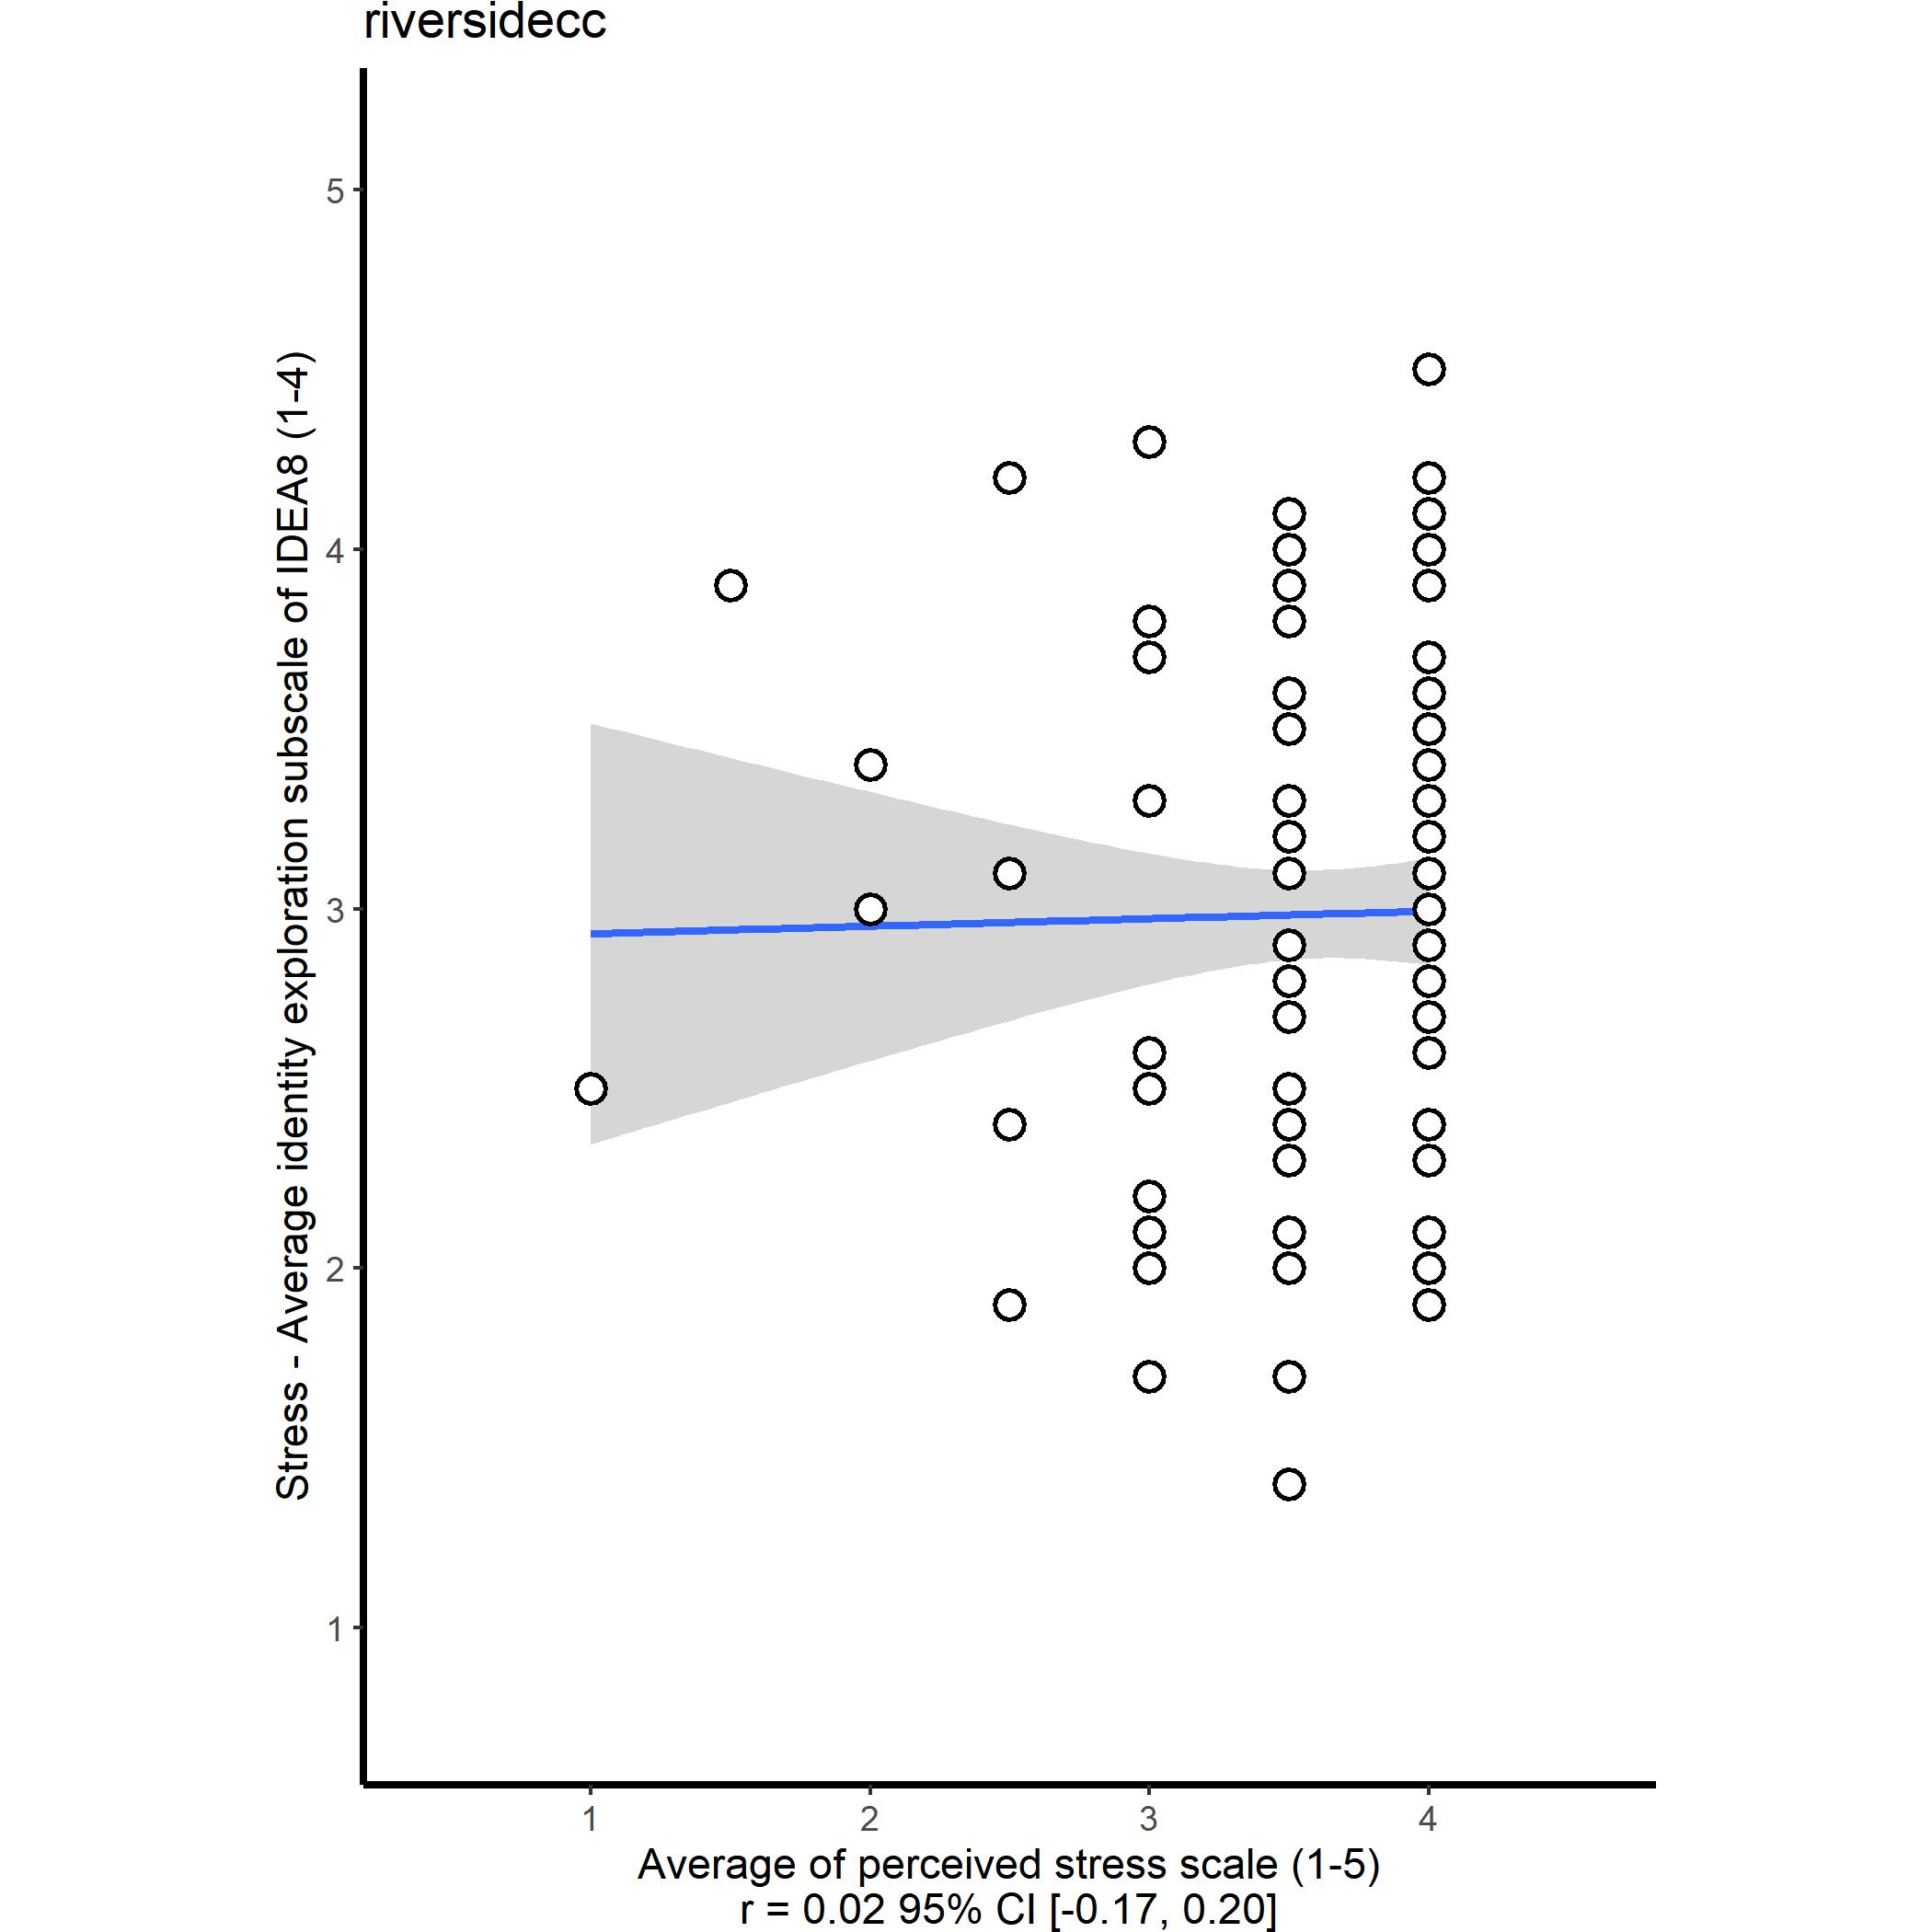 riversidecc
Stress - Average identity exploration subscale of IDEA8 (1-4)
5
4
3
2
1
1 2 3 4
Average of perceived stress scale (1-5)
r = 0.02 95% CI [-0.17, 0.20]